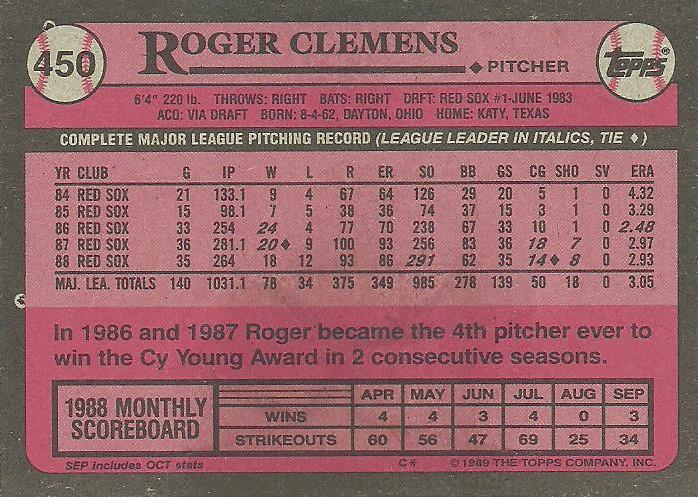 450
ROGER CLEMENS
◆PITCHER
TOPPS®
6'4" 220 lb. THROWS: RIGHT BATS: RIGHT DRFT: RED SOX #1-JUNE 1983
ACQ: VIA DRAFT BORN: 8-4-62, DAYTON, OHIO HOME: KATY, TEXAS
COMPLETE MAJOR LEAGUE PITCHING RECORD (LEAGUE LEADER IN ITALICS, TIE ◆)
YR CLUB G IP W L R ER SO BB GS CG SHO SV ERA
84 RED SOX 21 133.1 9 4 67 64 126 29 20 5 1 0 4.32
85 RED SOX 15 98.1 7 5 38 36 74 37 15 3 1 0 3.29
86 RED SOX 33 254 24 4 77 70 238 67 33 10 1 0 2.48
87 RED SOX 36 281.1 20◆ 9 100 93 256 83 36 18 7 0 2.97
88 RED SOX 35 264 18 12 93 86 291 62 35 14◆ 8 0 2.93
MAJ. LEA. TOTALS 140 1031.1 78 34 375 349 985 278 139 50 18 0 3.05
In 1986 and 1987 Roger became the 4th pitcher ever to
win the Cy Young Award in 2 consecutive seasons.
1988 MONTHLY
SCOREBOARD
APR MAY JUN JUL AUG SEP
WINS 4 4 3 4 0 3
STRIKEOUTS 60 56 47 69 25 34
SEP includes OCT stats C* ©1989 THE TOPPS COMPANY, INC.